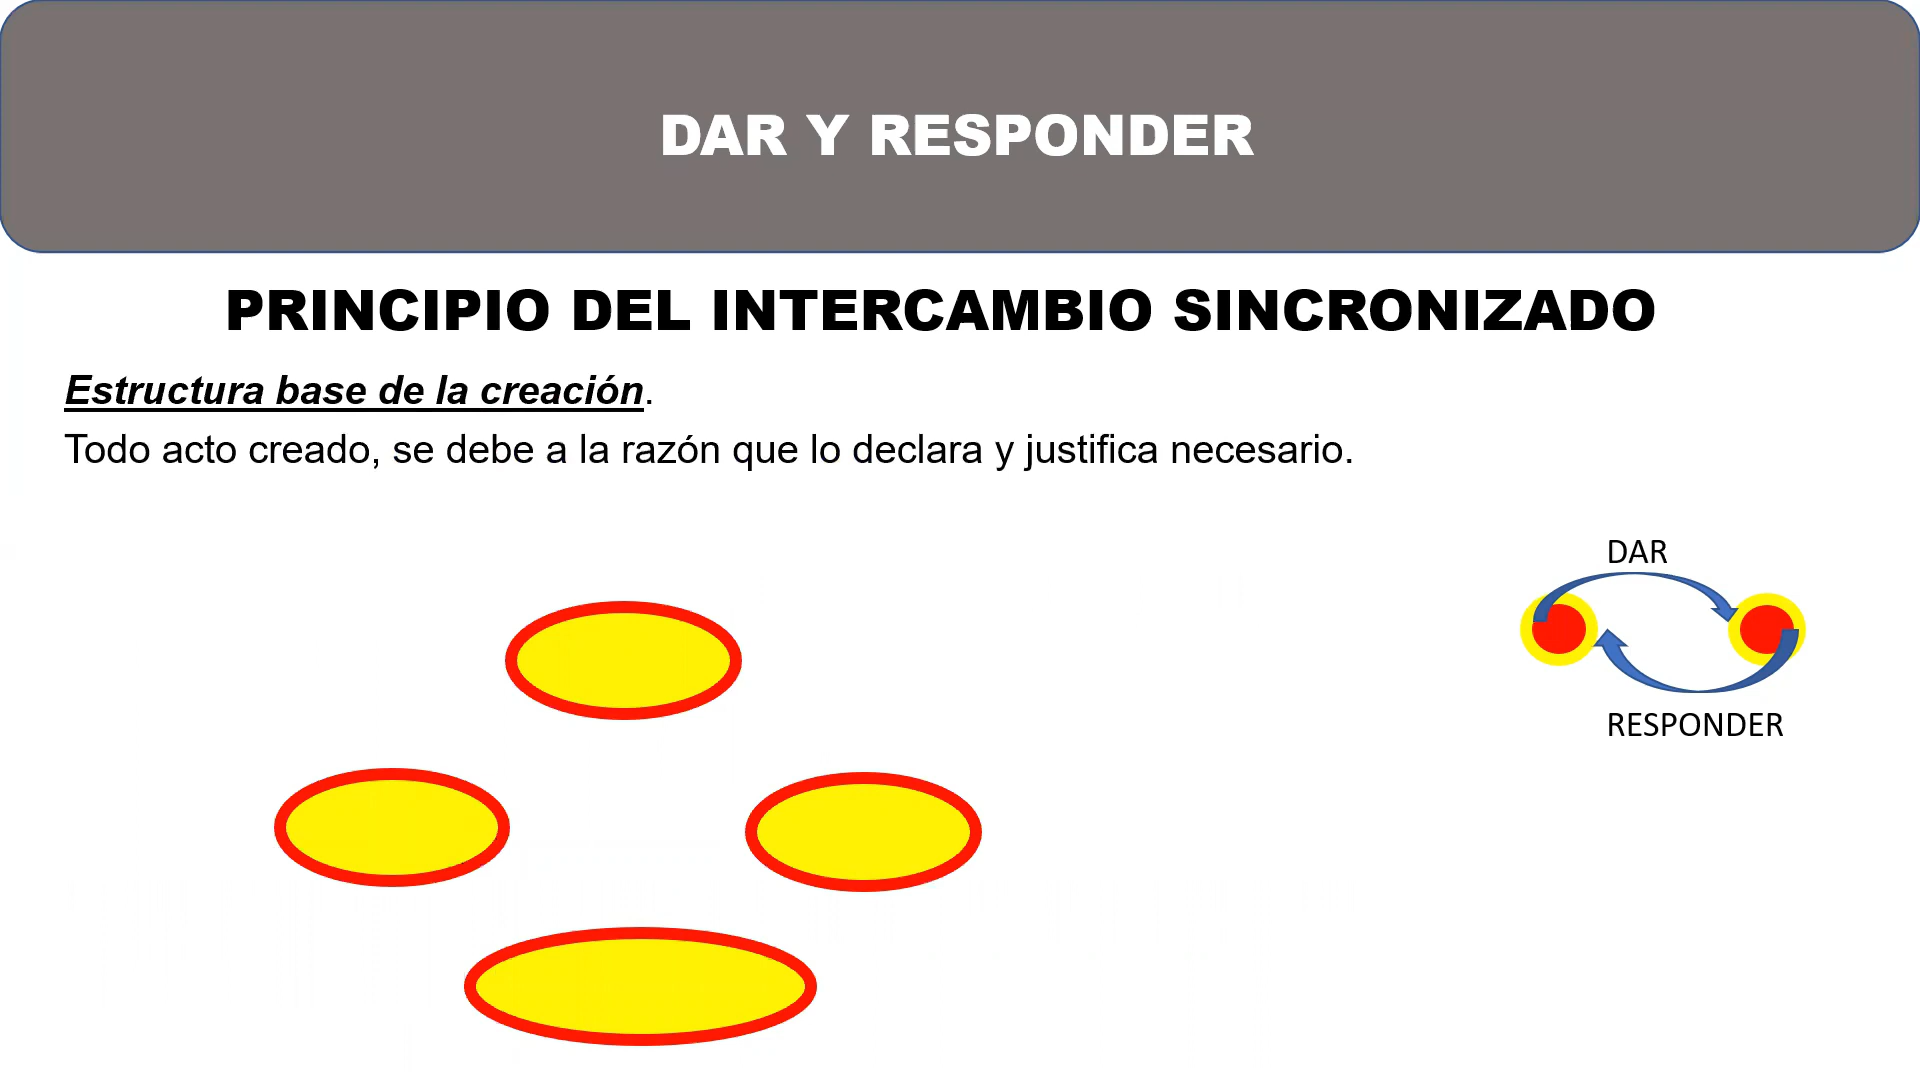 DAR Y RESPONDER
PRINCIPIO DEL INTERCAMBIO SINCRONIZADO
Estructura base de la creación.
Todo acto creado, se debe a la razón que lo declara y justifica necesario.
DAR
RESPONDER